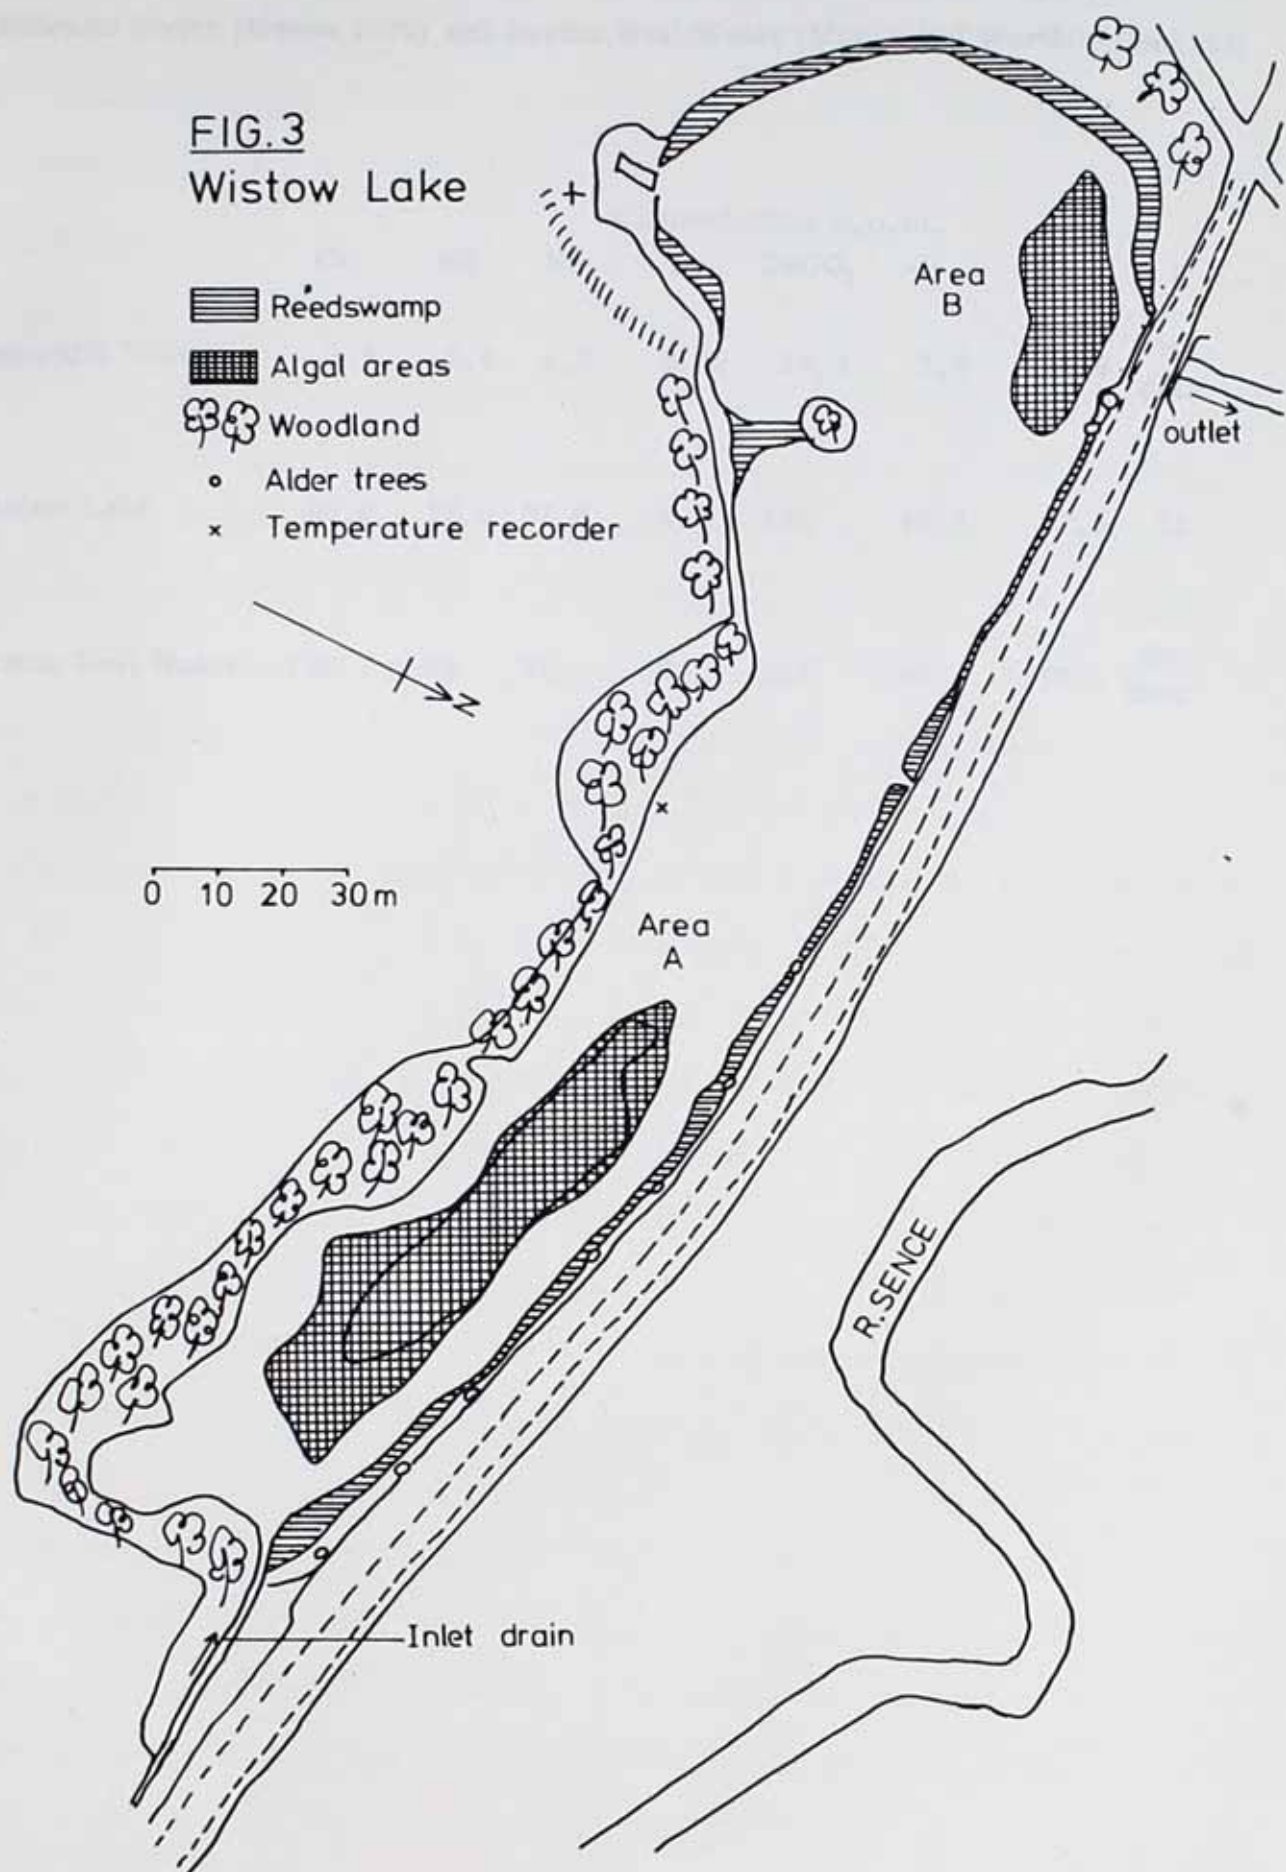 FIG.3
Wistow Lake
Reedswamp
Algal areas
Woodland
Alder trees
Temperature recorder
N
0 10 20 30m
Area
B
outlet
Area
A
R.SENCE
Inlet drain